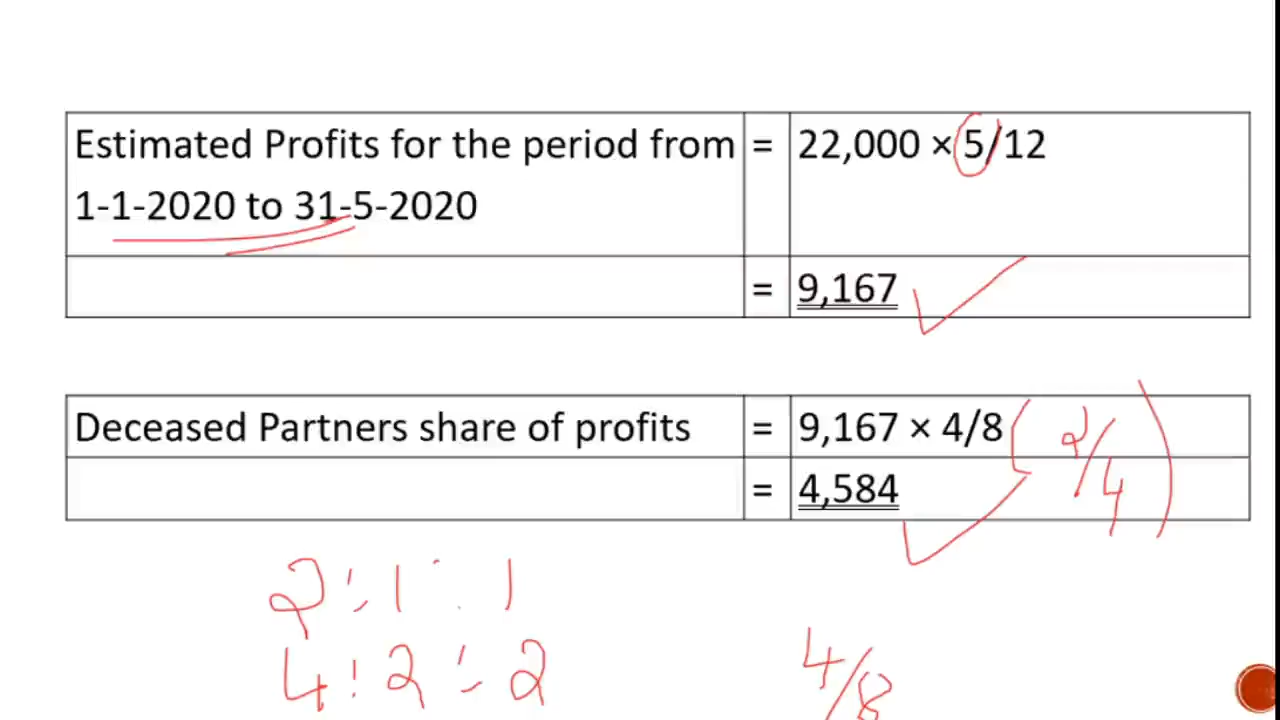 Estimated Profits for the period from = 22,000 × 5/12
1-1-2020 to 31-5-2020
= 9,167
Deceased Partners share of profits = 9,167 × 4/8 (2/4)
= 4,584
2:1:1
4:2:2 4/8